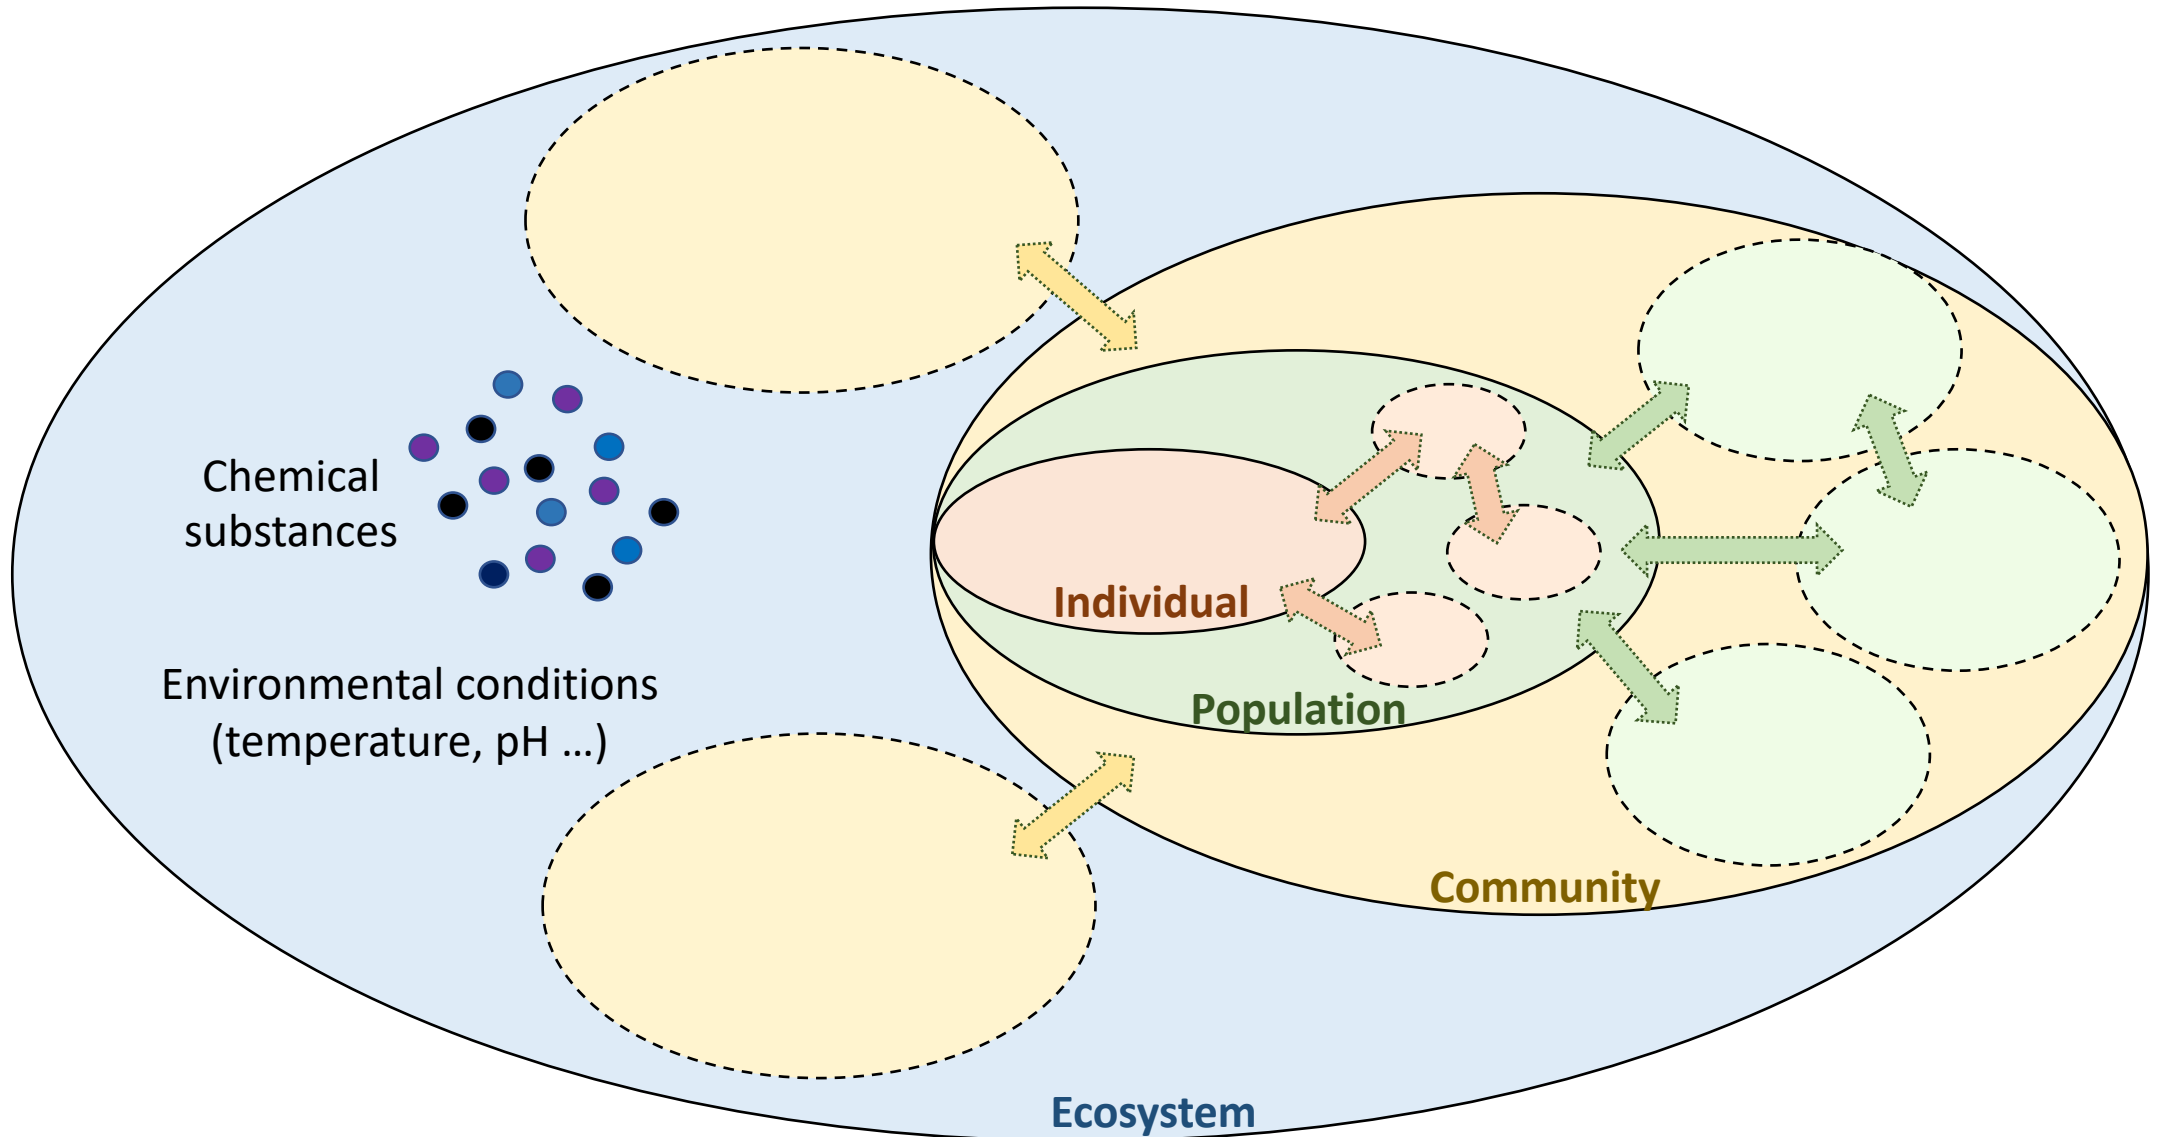 Chemical
substances
Environmental conditions
(temperature, pH ...)
Individual
Population
Community
Ecosystem